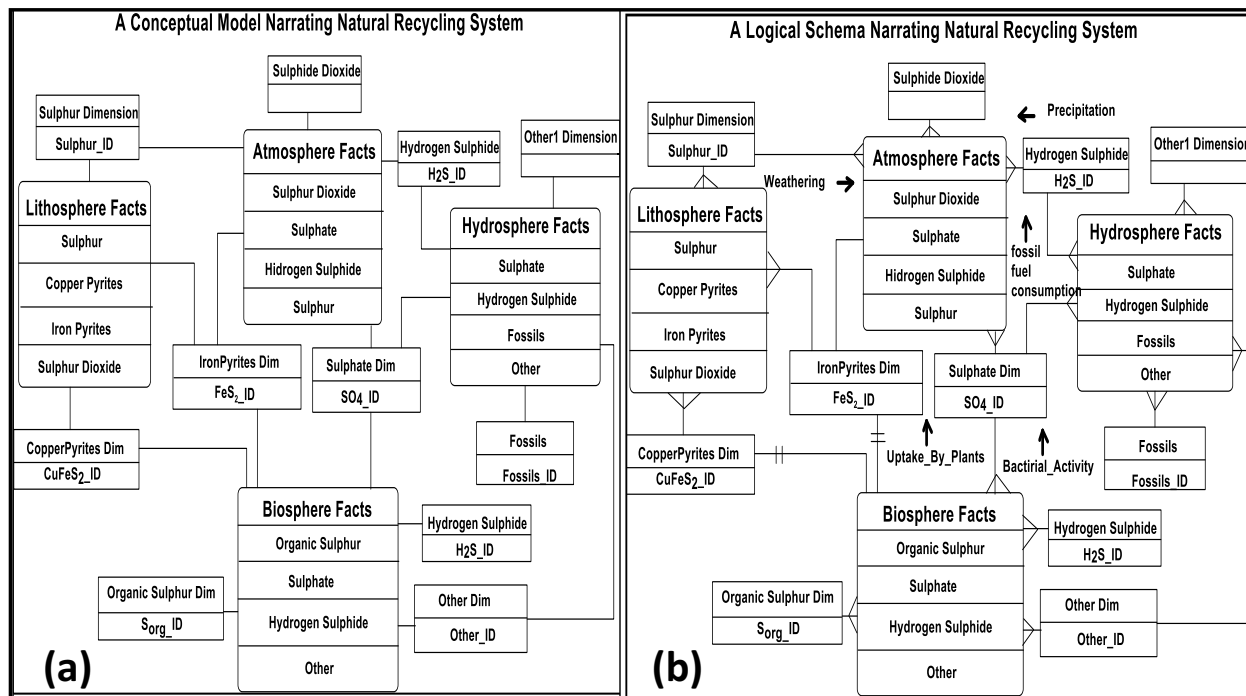 A Conceptual Model Narrating Natural Recycling System
Sulphide Dioxide
Sulphur Dimension
Sulphur_ID
Atmosphere Facts
Sulphur Dioxide
Sulphate
Hidrogen Sulphide
Sulphur
Hydrogen Sulphide
H2S_ID
Other1 Dimension
Lithosphere Facts
Sulphur
Copper Pyrites
Iron Pyrites
Sulphur Dioxide
Hydrosphere Facts
Sulphate
Hydrogen Sulphide
Fossils
Other
IronPyrites Dim
FeS2_ID
Sulphate Dim
SO4_ID
CopperPyrites Dim
CuFeS2_ID
Fossils
Fossils_ID
Biosphere Facts
Organic Sulphur
Sulphate
Hydrogen Sulphide
Other
Hydrogen Sulphide
H2S_ID
Organic Sulphur Dim
Sorg_ID
Other Dim
Other_ID
(a)
A Logical Schema Narrating Natural Recycling System
Sulphide Dioxide
Precipitation
Sulphur Dimension
Sulphur_ID
Weathering
Atmosphere Facts
Sulphur Dioxide
Sulphate
Hidrogen Sulphide
Sulphur
Hydrogen Sulphide
H2S_ID
Other1 Dimension
fossil
fuel
consumption
Lithosphere Facts
Sulphur
Copper Pyrites
Iron Pyrites
Sulphur Dioxide
Hydrosphere Facts
Sulphate
Hydrogen Sulphide
Fossils
Other
IronPyrites Dim
FeS2_ID
Sulphate Dim
SO4_ID
CopperPyrites Dim
CuFeS2_ID
Uptake_By_Plants
Bactirial_Activity
Fossils
Fossils_ID
Biosphere Facts
Organic Sulphur
Sulphate
Hydrogen Sulphide
Other
Hydrogen Sulphide
H2S_ID
Organic Sulphur Dim
Sorg_ID
Other Dim
Other_ID
(b)